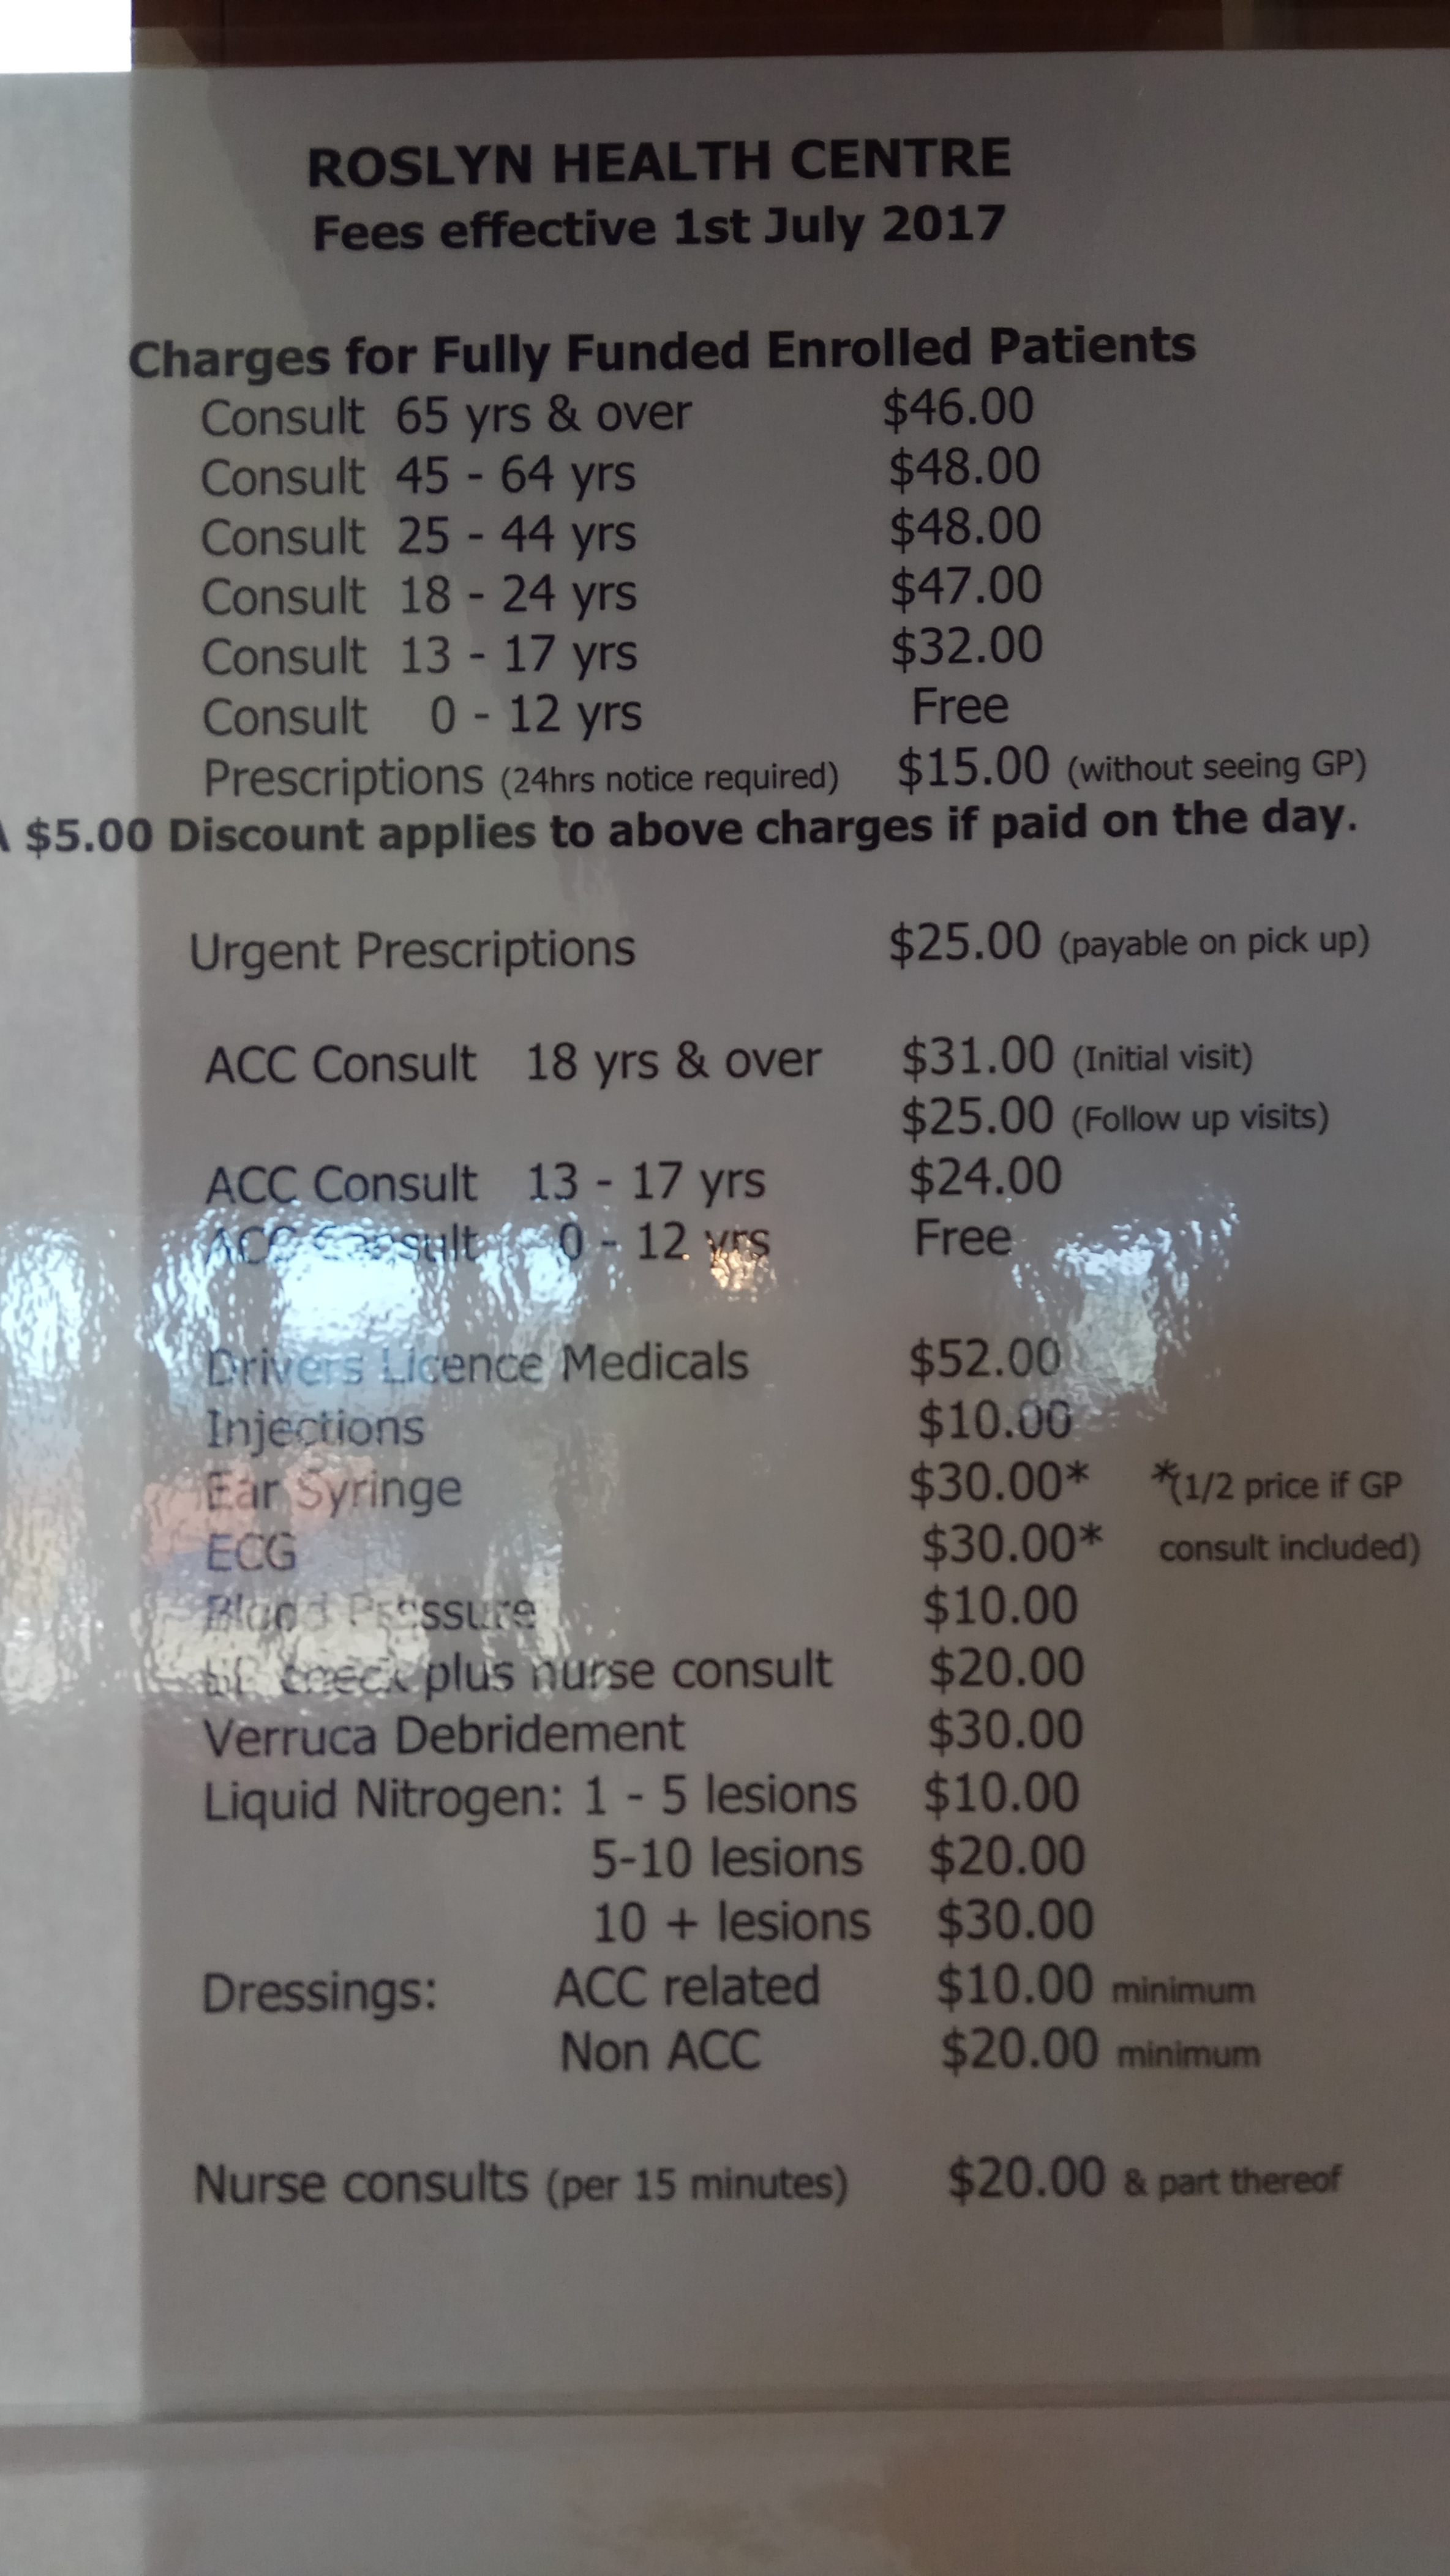 ROSLYN HEALTH CENTRE
Fees effective 1st July 2017
Charges for Fully Funded Enrolled Patients
Consult 65 yrs & over $46.00
Consult 45 - 64 yrs $48.00
Consult 25 - 44 yrs $48.00
Consult 18 - 24 yrs $47.00
Consult 13 - 17 yrs $32.00
Consult 0 - 12 yrs Free
Prescriptions (24hrs notice required) $15.00 (without seeing GP)
A $5.00 Discount applies to above charges if paid on the day.
Urgent Prescriptions $25.00 (payable on pick up)
ACC Consult 18 yrs & over $31.00 (Initial visit)
$25.00 (Follow up visits)
ACC Consult 13 - 17 yrs $24.00
ACC Consult 0 - 12 yrs Free
Drivers Licence Medicals $52.00
Injections $10.00
Ear Syringe $30.00* *(1/2 price if GP
ECG $30.00* consult included)
Blood Pressure $10.00
BP check plus nurse consult $20.00
Verruca Debridement $30.00
Liquid Nitrogen: 1 - 5 lesions $10.00
5-10 lesions $20.00
10 + lesions $30.00
Dressings: ACC related $10.00 minimum
Non ACC $20.00 minimum
Nurse consults (per 15 minutes) $20.00 & part thereof